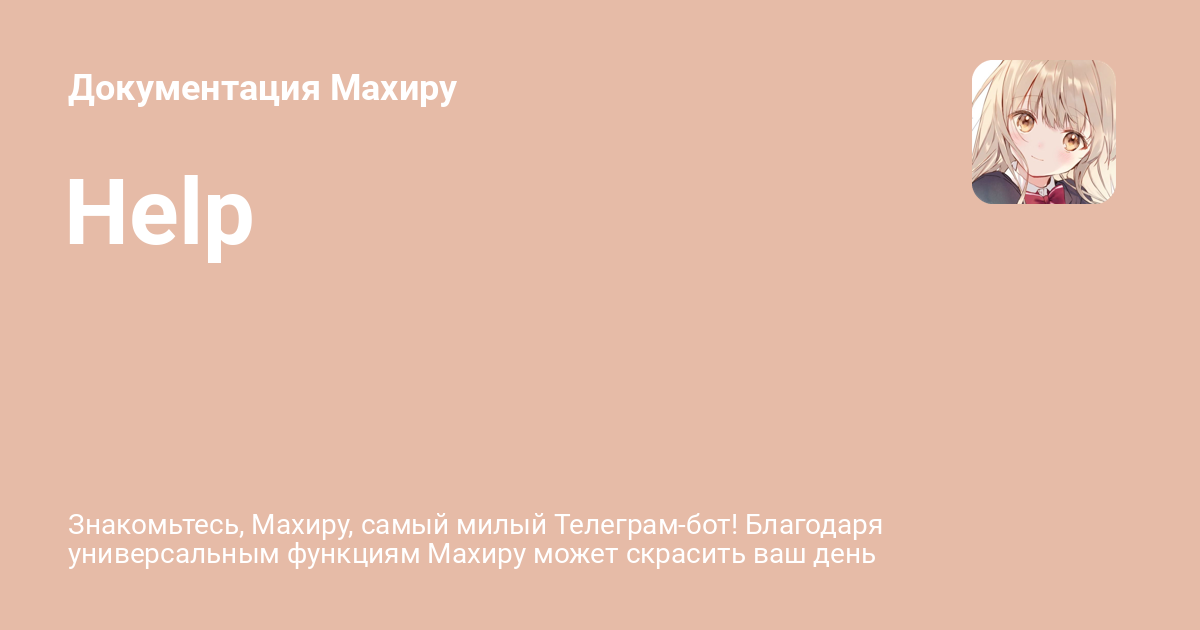 Документация Махиру
Help
Знакомьтесь, Махиру, самый милый Телеграм-бот! Благодаря
универсальным функциям Махиру может скрасить ваш день